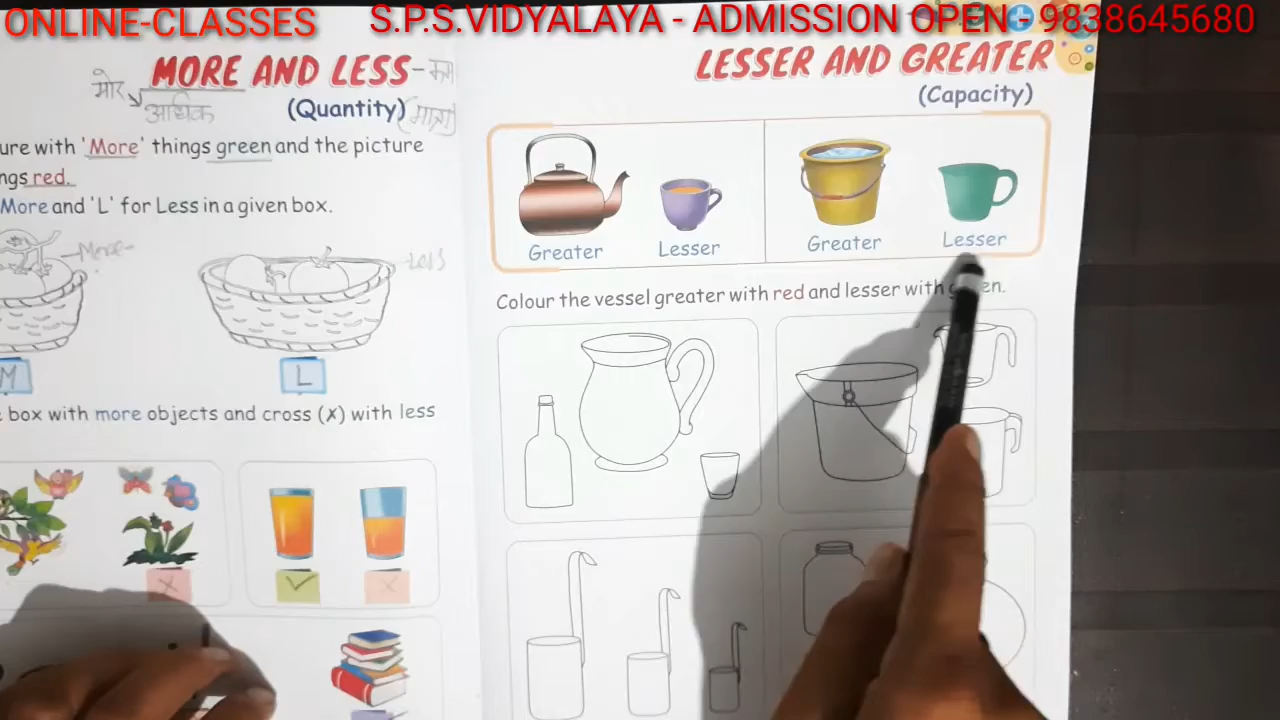 ONLINE-CLASSES
S.P.S.VIDYALAYA - ADMISSION OPEN - 9838645680
मोर
MORE AND LESS - कम
अधिक
(Quantity) (मात्रा)
ure with 'More' things green and the picture
ngs red.
More and 'L' for Less in a given box.
More
Less
M
L
box with more objects and cross (✗) with less
LESSER AND GREATER
(Capacity)
Greater
Lesser
Greater
Lesser
Colour the vessel greater with red and lesser with